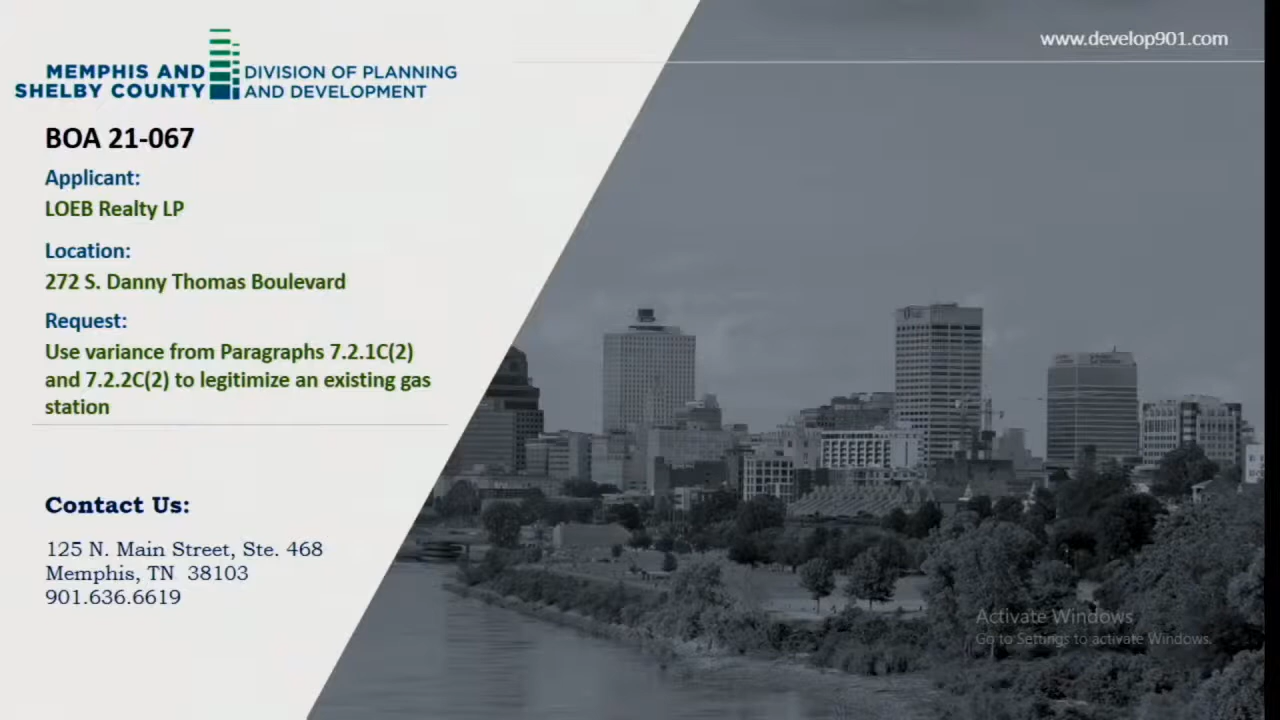 www.develop901.com
MEMPHIS AND
SHELBY COUNTY
DIVISION OF PLANNING
AND DEVELOPMENT
BOA 21-067
Applicant:
LOEB Realty LP
Location:
272 S. Danny Thomas Boulevard
Request:
Use variance from Paragraphs 7.2.1C(2)
and 7.2.2C(2) to legitimize an existing gas
station
Contact Us:
125 N. Main Street, Ste. 468
Memphis, TN 38103
901.636.6619
Activate Windows
Go to Settings to activate Windows.